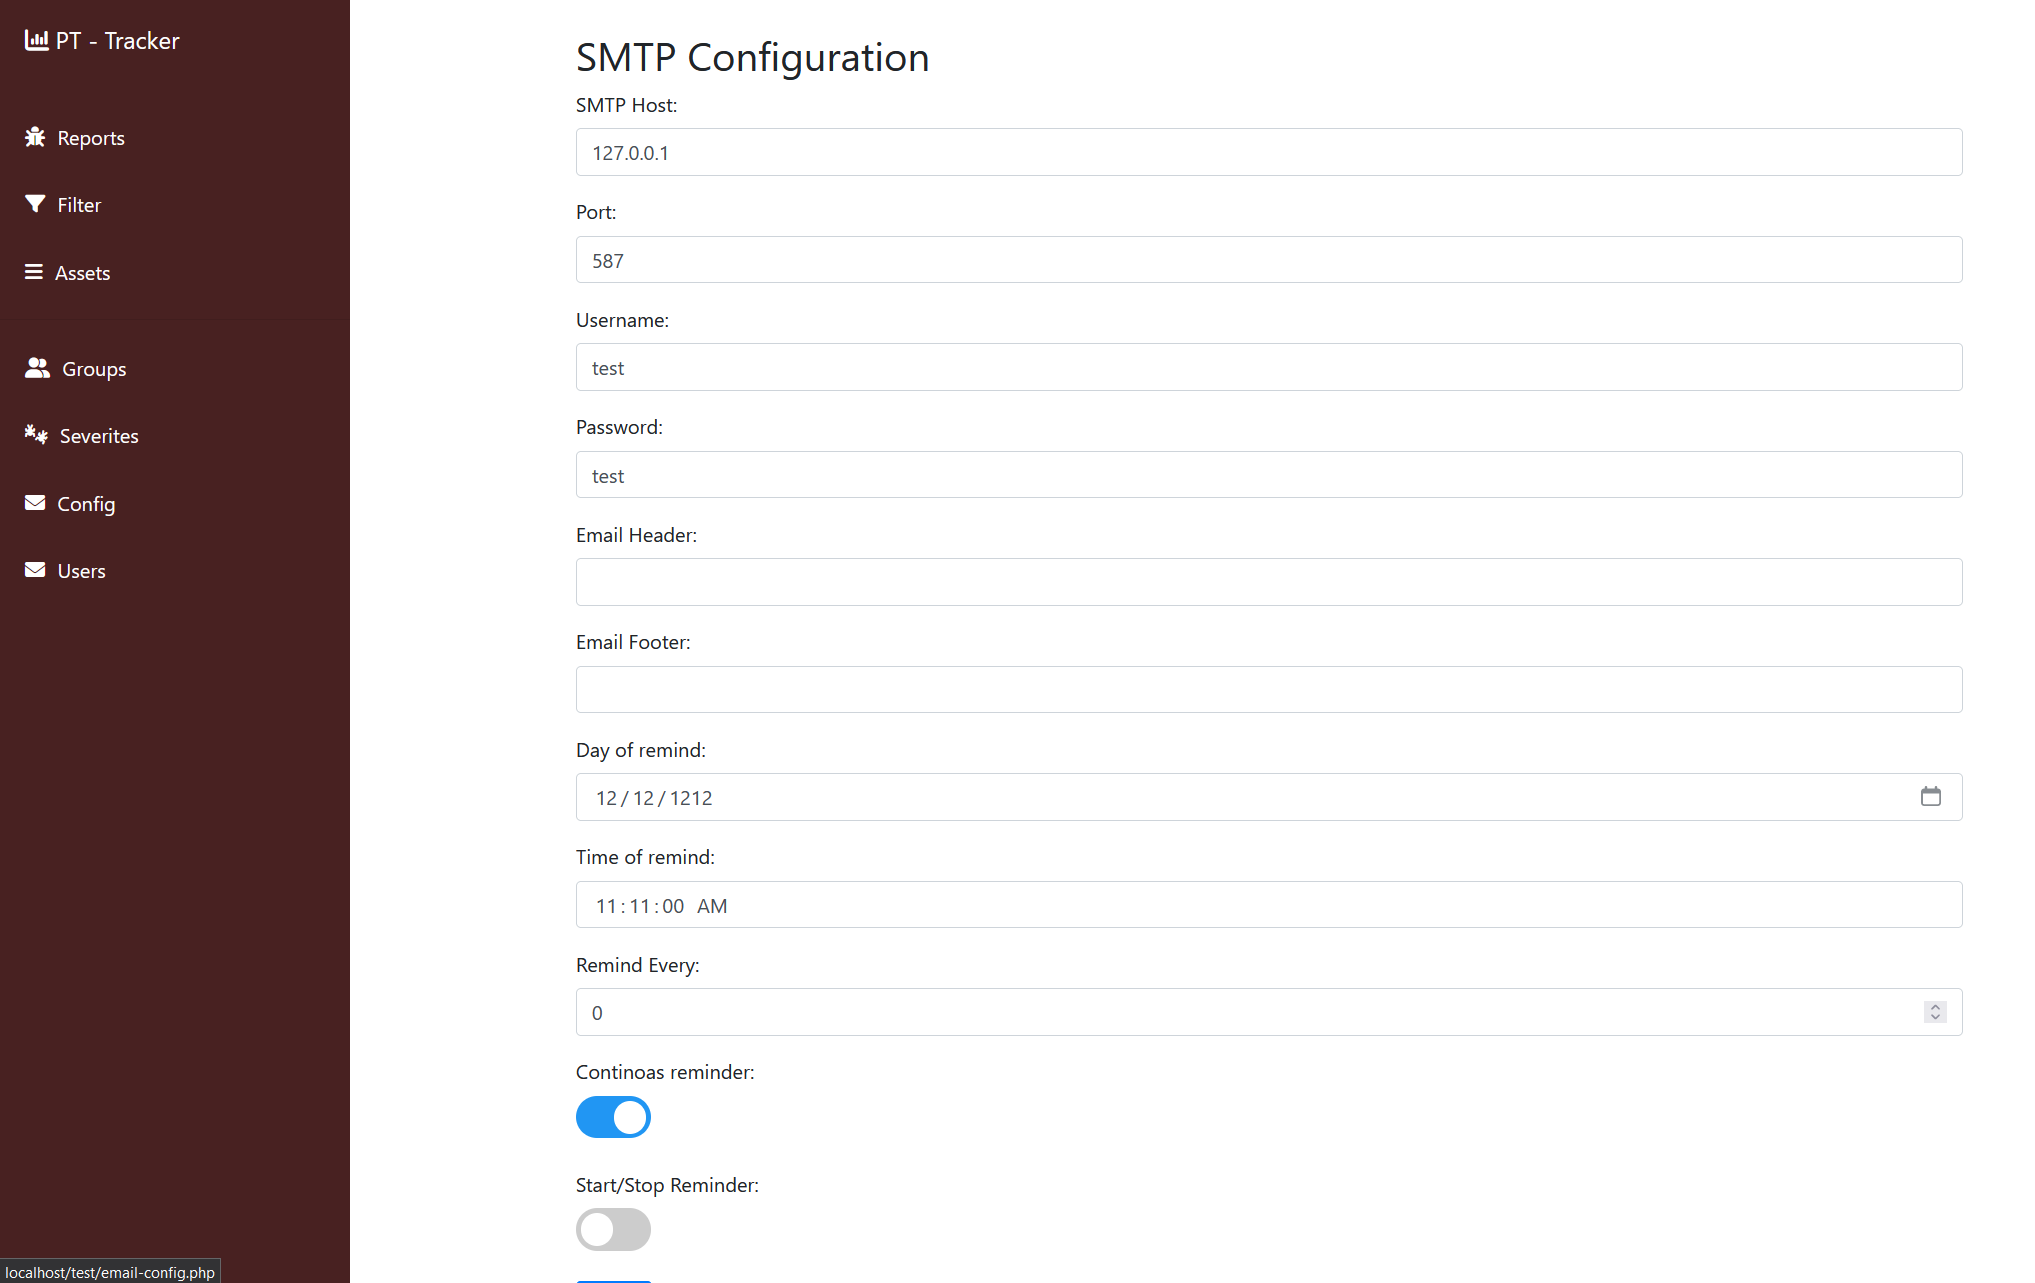 PT - Tracker
Reports
Filter
Assets
Groups
Severites
Config
Users
SMTP Configuration
SMTP Host:
127.0.0.1
Port:
587
Username:
test
Password:
test
Email Header:
Email Footer:
Day of remind:
12/12/1212
Time of remind:
11:11:00 AM
Remind Every:
0
Continoas reminder:
Start/Stop Reminder:
localhost/test/email-config.php